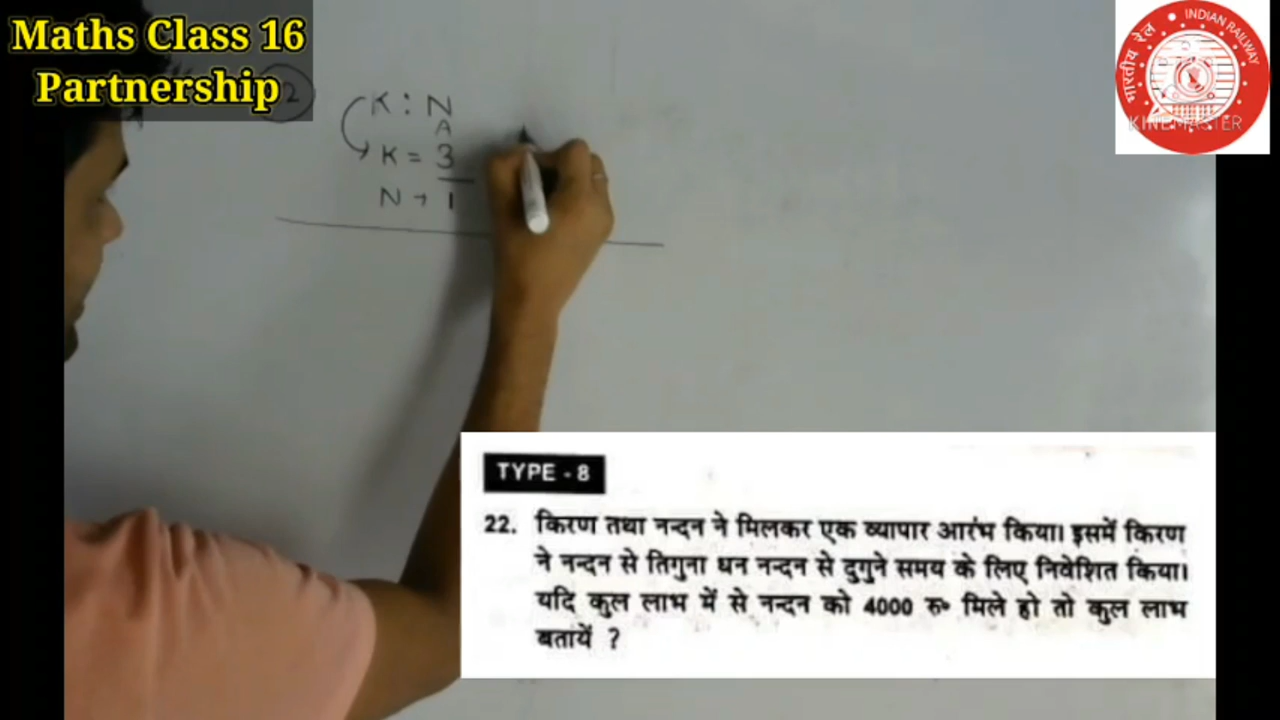 Maths Class 16
Partnership
INDIAN RAILWAY
भारतीय रेल
KINEMASTER
K : N
A
K = 3
N → 1
TYPE - 8
22. किरण तथा नन्दन ने मिलकर एक व्यापार आरंभ किया। इसमें किरण
ने नन्दन से तिगुना धन नन्दन से दुगुने समय के लिए निवेशित किया।
यदि कुल लाभ में से नन्दन को 4000 रु॰ मिले हो तो कुल लाभ
बतायें ?